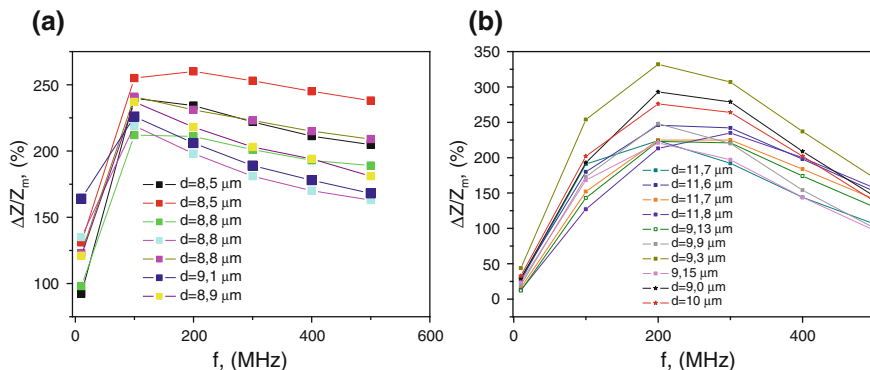 (a)
250
200
150
100
ΔZ/Zm, (%)
d=8,5 μm
d=8,5 μm
d=8,8 μm
d=8,8 μm
d=8,8 μm
d=9,1 μm
d=8,9 μm
0
200
400
600
f, (MHz)
(b)
350
300
250
200
150
100
50
0
ΔZ/Zm, (%)
d=11,7 μm
d=11,6 μm
d=11,7 μm
d=11,8 μm
d=9,13 μm
d=9,9 μm
d=9,3 μm
9,15 μm
d=9,0 μm
d=10 μm
0
200
400
f, (MHz)